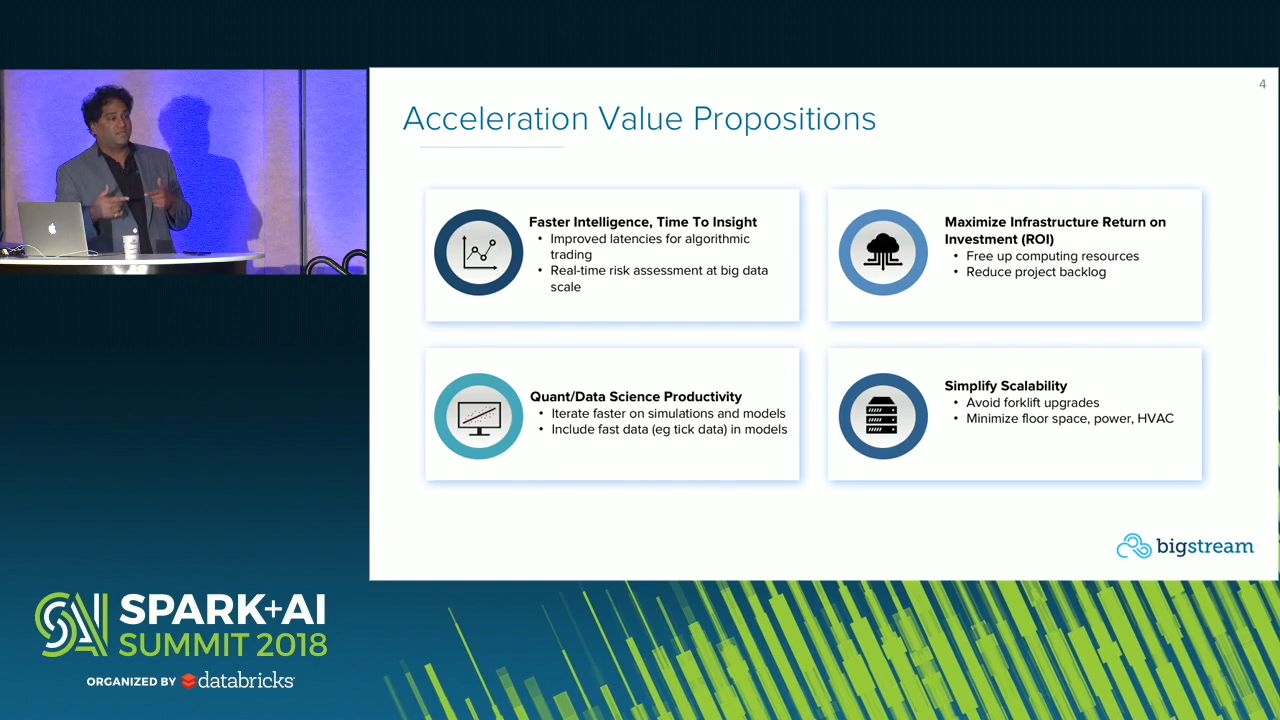 4
Acceleration Value Propositions
Faster Intelligence, Time To Insight
• Improved latencies for algorithmic
trading
• Real-time risk assessment at big data
scale
Maximize Infrastructure Return on
Investment (ROI)
• Free up computing resources
• Reduce project backlog
Quant/Data Science Productivity
• Iterate faster on simulations and models
• Include fast data (eg tick data) in models
Simplify Scalability
• Avoid forklift upgrades
• Minimize floor space, power, HVAC
bigstream
SPARK+AI
SUMMIT 2018
ORGANIZED BY databricks